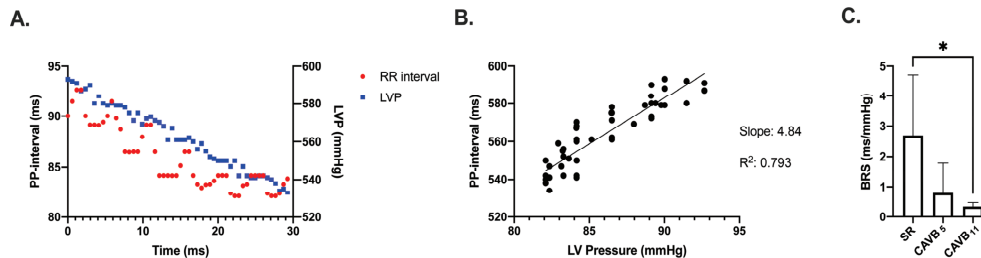 A.
95
90
85
80
PP-interval (ms)
0
10
20
30
Time (ms)
600
580
560
540
520
LVP (mmHg)
RR interval
LVP
B.
600
580
560
540
520
PP-interval (ms)
80
85
90
95
LV Pressure (mmHg)
Slope: 4.84
R²: 0.793
C.
*
5
4
3
2
1
0
BRS (ms/mmHg)
SR
CAVB 5
CAVB 11